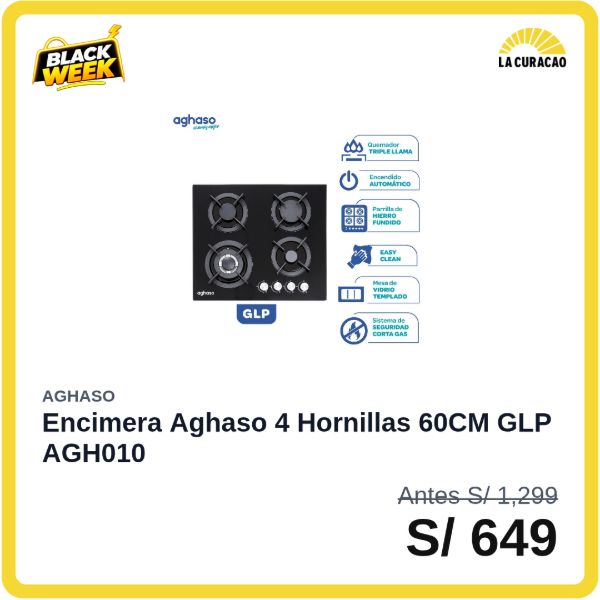 BLACK
WEEK
LA CURACAO
aghaso
Quemador
TRIPLE LLAMA
Encendido
AUTOMÁTICO
Parrilla de
HIERRO
FUNDIDO
EASY
CLEAN
Mesa de
VIDRIO
TEMPLADO
Sistema de
SEGURIDAD
CORTA GAS
aghaso
GLP
AGHASO
Encimera Aghaso 4 Hornillas 60CM GLP
AGH010
Antes S/ 1,299
S/ 649